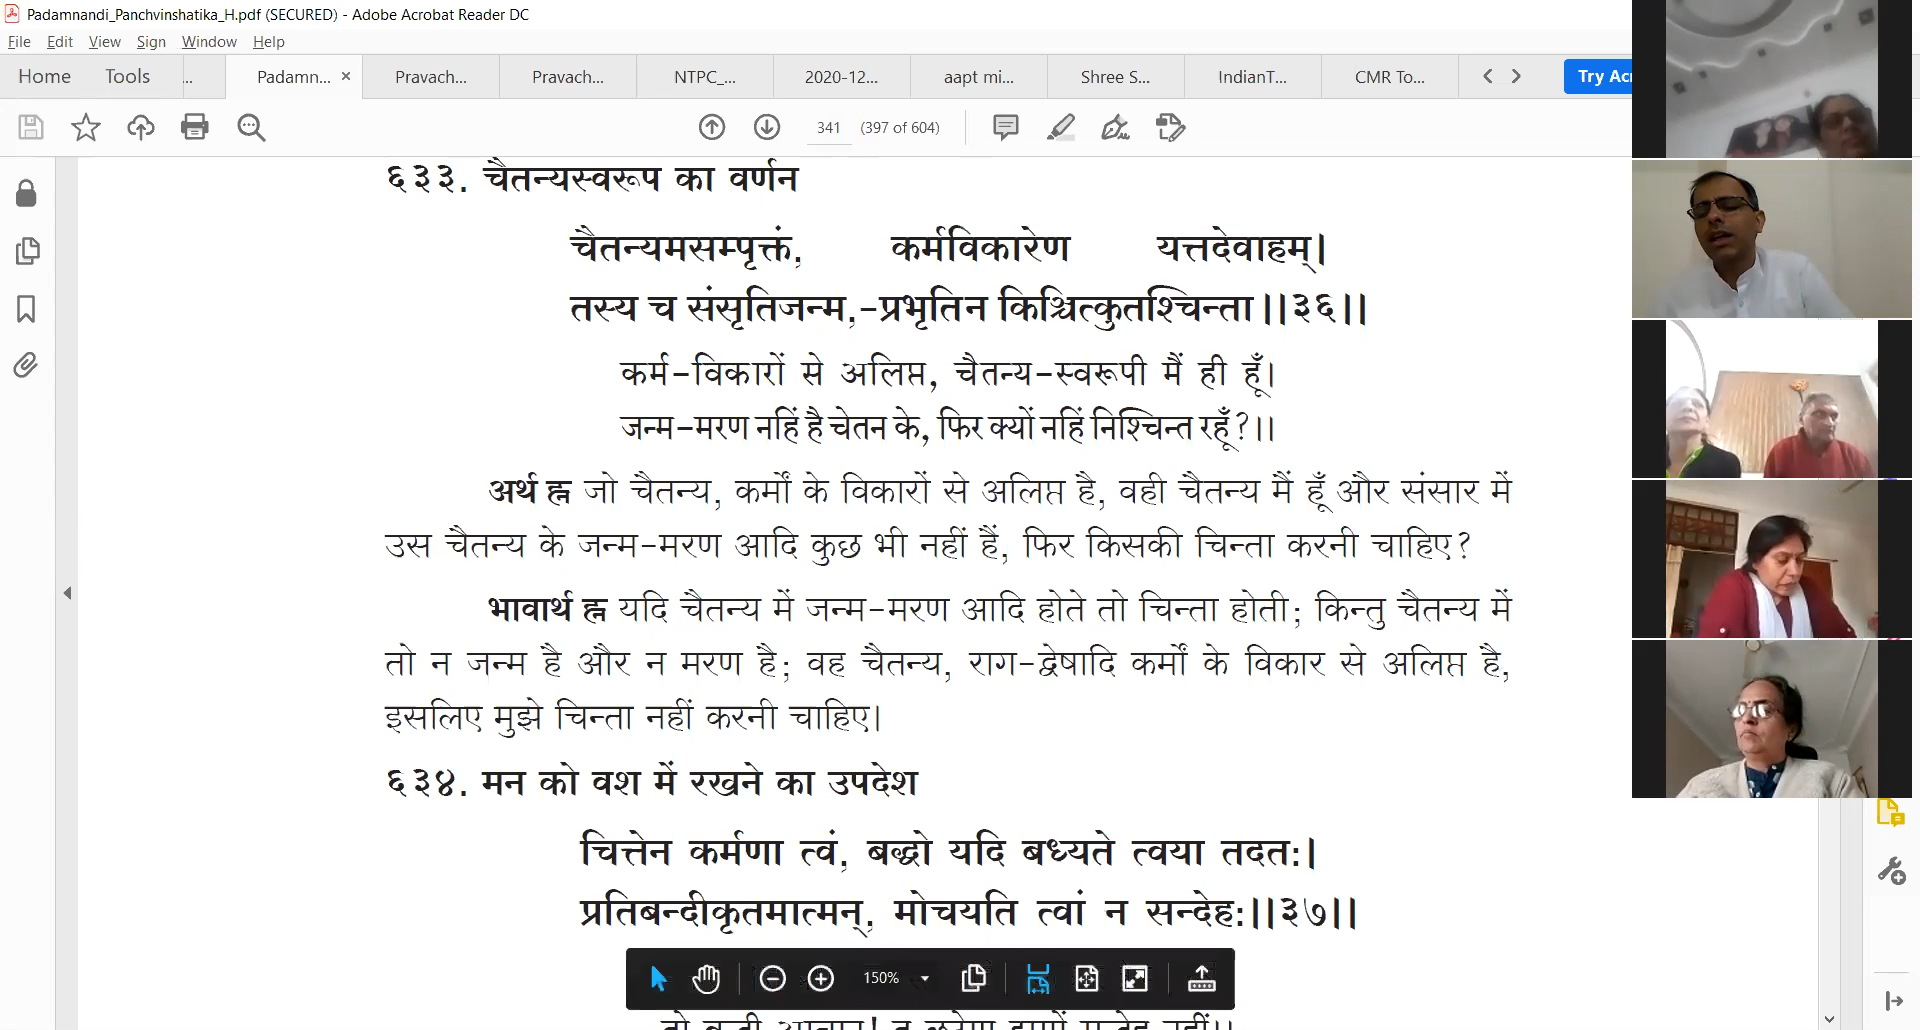 Padamnandi_Panchvinshatika_H.pdf (SECURED) - Adobe Acrobat Reader DC
File Edit View Sign Window Help
Home Tools ... Padamn... × Pravach... Pravach... NTPC_... 2020-12... aapt mi... Shree S... IndianT... CMR To... Try Acr
341 (397 of 604)
६३३. चैतन्यस्वरूप का वर्णन
चैतन्यमसम्पृक्तं, कर्मविकारेण यत्तदेवाहम्।
तस्य च संसृतिजन्म,-प्रभृतिन किञ्चित्कुतश्चिन्ता॥३६॥
कर्म-विकारों से अलिप्त, चैतन्य-स्वरूपी मैं ही हूँ।
जन्म-मरण नहिं है चेतन के, फिर क्यों नहिं निश्चिन्त रहूँ?॥
अर्थ ह्न जो चैतन्य, कर्मों के विकारों से अलिप्त है, वही चैतन्य मैं हूँ और संसार में
उस चैतन्य के जन्म-मरण आदि कुछ भी नहीं हैं, फिर किसकी चिन्ता करनी चाहिए?
भावार्थ ह्न यदि चैतन्य में जन्म-मरण आदि होते तो चिन्ता होती; किन्तु चैतन्य में
तो न जन्म है और न मरण है; वह चैतन्य, राग-द्वेषादि कर्मों के विकार से अलिप्त है,
इसलिए मुझे चिन्ता नहीं करनी चाहिए।
६३४. मन को वश में रखने का उपदेश
चित्तेन कर्मणा त्वं, बद्धो यदि बध्यते त्वया तदतः।
प्रतिबन्दीकृतमात्मन्, मोचयति त्वां न सन्देहः॥३७॥
150%